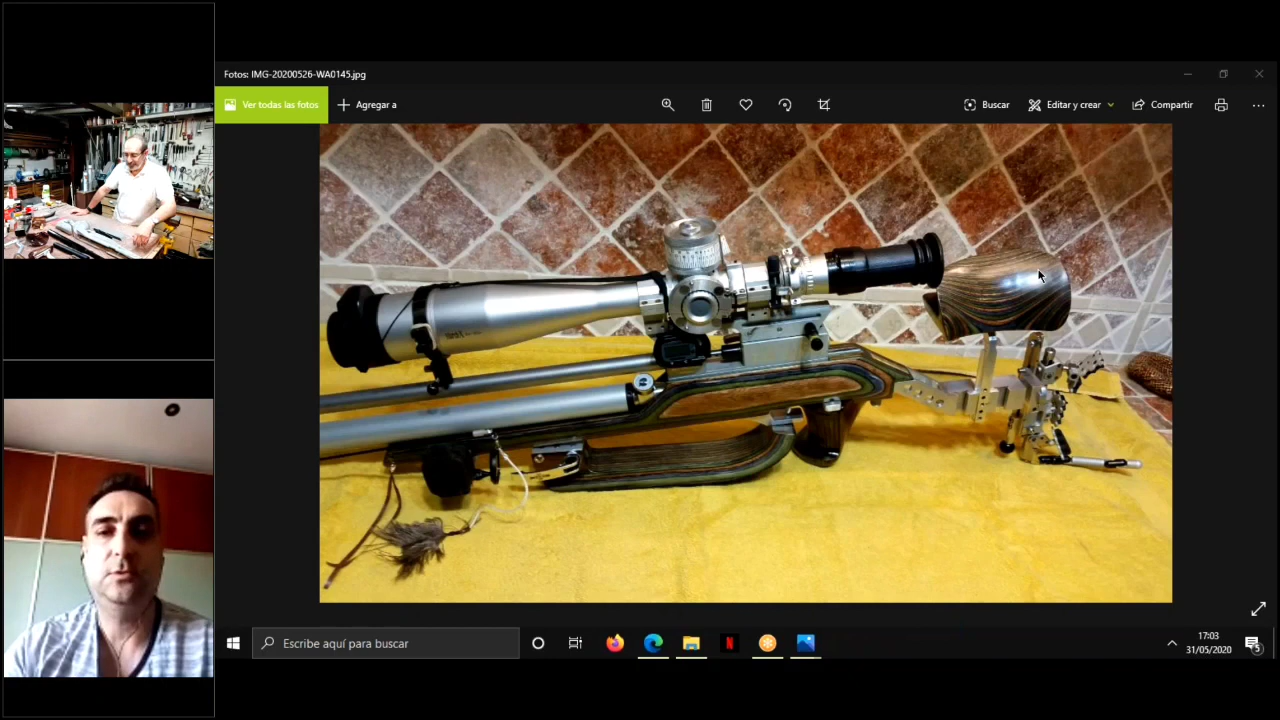 Fotos: IMG-20200526-WA0145.jpg
Ver todas las fotos
Agregar a
Buscar
Editar y crear
Compartir
Escribe aquí para buscar
17:03
31/05/2020
5